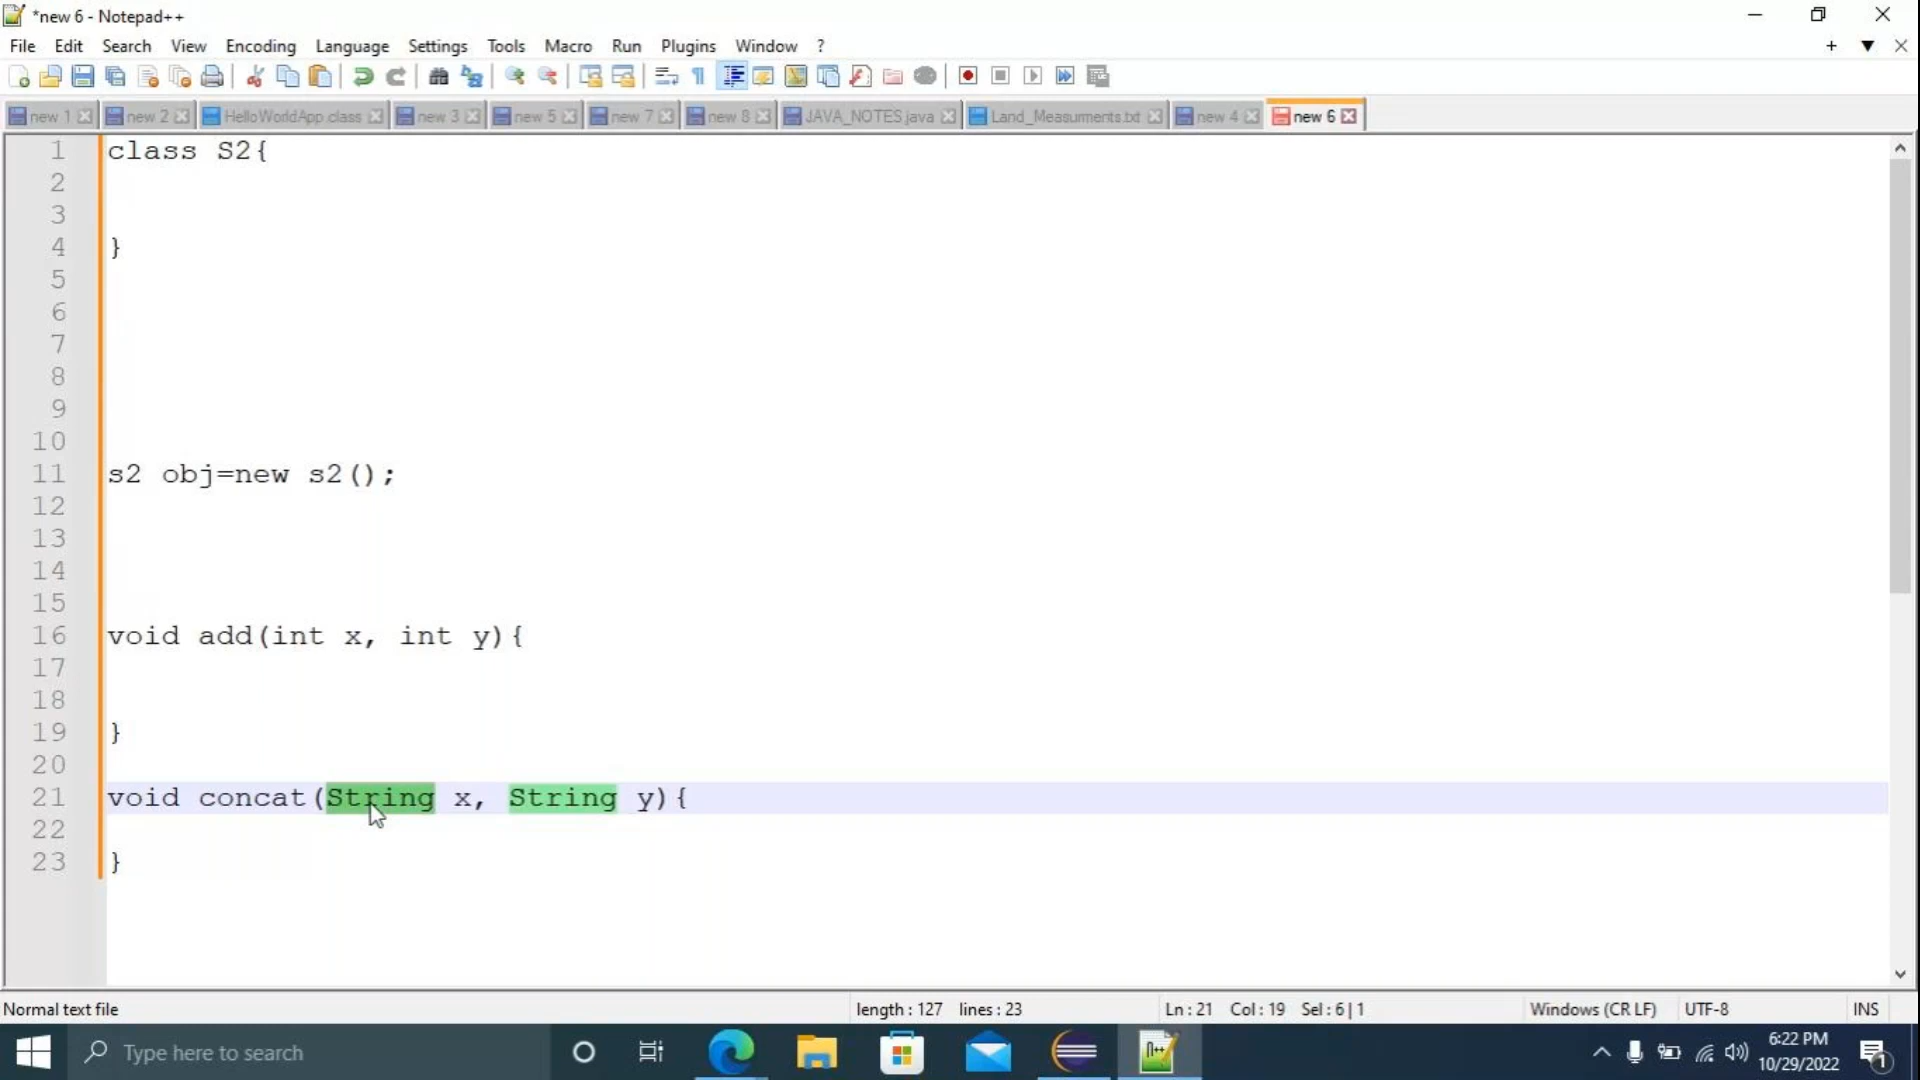 *new 6 - Notepad++
File Edit Search View Encoding Language Settings Tools Macro Run Plugins Window ?
new 1 new 2 HelloWorldApp.class new 3 new 5 new 7 new 8 JAVA_NOTES.java Land_Measurments.txt new 4 new 6
1 class S2{
2
3
4 }
5
6
7
8
9
10
11 s2 obj=new s2();
12
13
14
15
16 void add(int x, int y){
17
18
19 }
20
21 void concat(String x, String y){
22
23 }
Normal text file length : 127 lines : 23 Ln : 21 Col : 19 Sel : 6 | 1 Windows (CR LF) UTF-8 INS
Type here to search
6:22 PM
10/29/2022
1